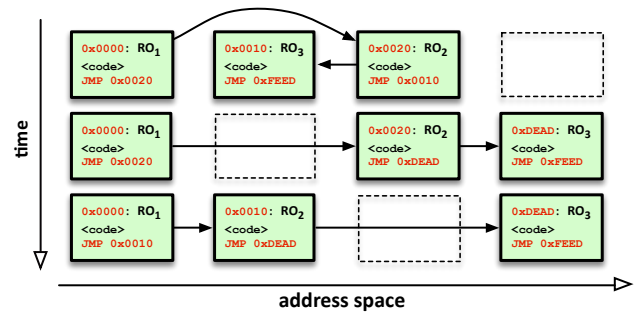 0x0000: RO1
<code>
JMP 0x0020
0x0010: RO3
<code>
JMP 0xFEED
0x0020: RO2
<code>
JMP 0x0010
0x0000: RO1
<code>
JMP 0x0020
0x0020: RO2
<code>
JMP 0xDEAD
0xDEAD: RO3
<code>
JMP 0xFEED
0x0000: RO1
<code>
JMP 0x0010
0x0010: RO2
<code>
JMP 0xDEAD
0xDEAD: RO3
<code>
JMP 0xFEED
time
address space